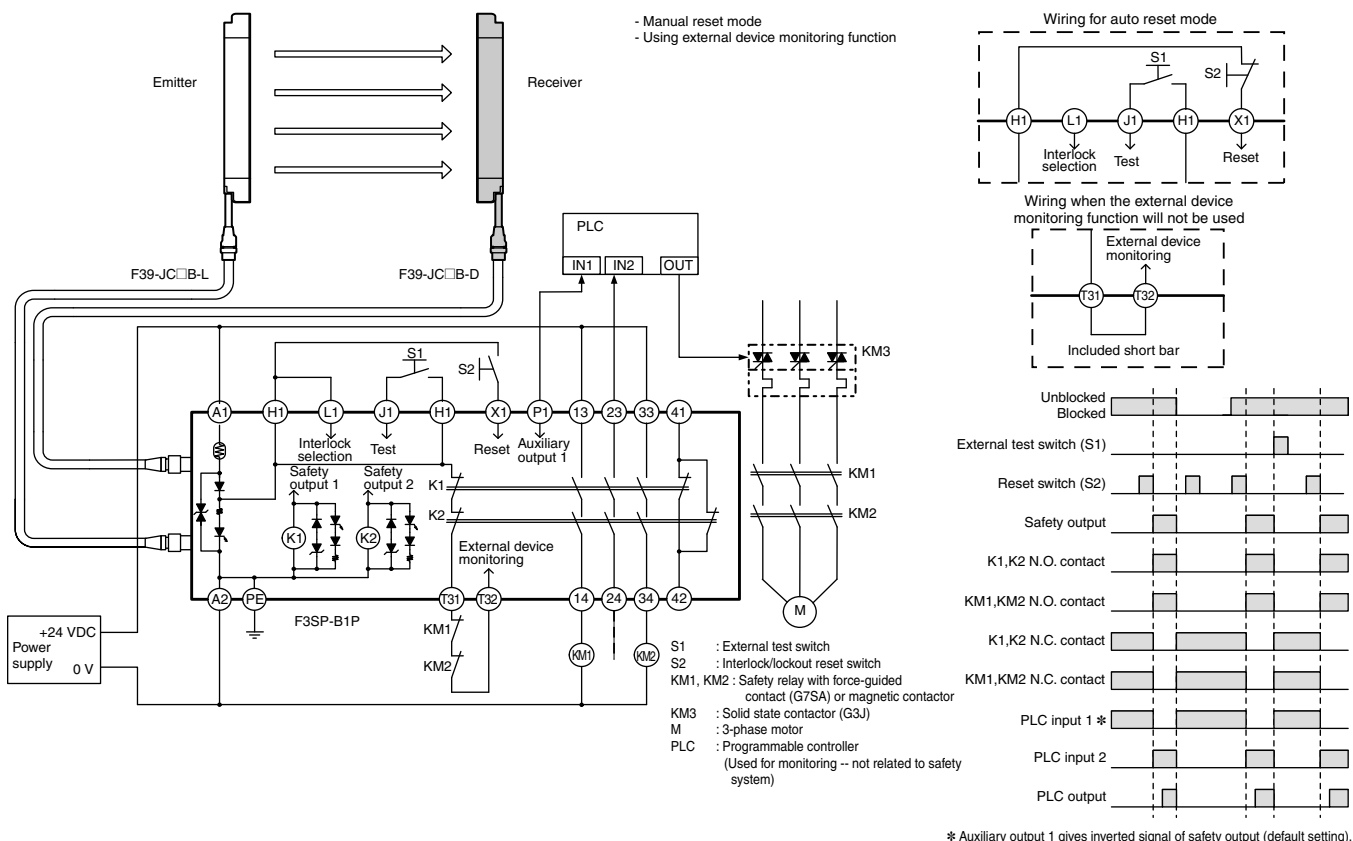 - Manual reset mode
- Using external device monitoring function
Emitter
Receiver
F39-JC□B-L
F39-JC□B-D
PLC
IN1
IN2
OUT
KM3
S1
S2
A1
H1
L1
J1
H1
X1
P1
13
23
33
41
Interlock
selection
Test
Reset
Auxiliary
output 1
Safety
output 1
Safety
output 2
K1
K2
K1
K2
External device
monitoring
KM1
KM2
M
A2
PE
T31
T32
14
24
34
42
F3SP-B1P
KM1
KM2
KM1
KM2
+24 VDC
Power
supply
0 V
S1 : External test switch
S2 : Interlock/lockout reset switch
KM1, KM2 : Safety relay with force-guided
contact (G7SA) or magnetic contactor
KM3 : Solid state contactor (G3J)
M : 3-phase motor
PLC : Programmable controller
(Used for monitoring -- not related to safety
system)
Wiring for auto reset mode
S1
S2
H1
L1
J1
H1
X1
Interlock
selection
Test
Reset
Wiring when the external device
monitoring function will not be used
External device
monitoring
T31
T32
Included short bar
Unblocked
Blocked
External test switch (S1)
Reset switch (S2)
Safety output
K1,K2 N.O. contact
KM1,KM2 N.O. contact
K1,K2 N.C. contact
KM1,KM2 N.C. contact
PLC input 1 ✽
PLC input 2
PLC output
✽ Auxiliary output 1 gives inverted signal of safety output (default setting).